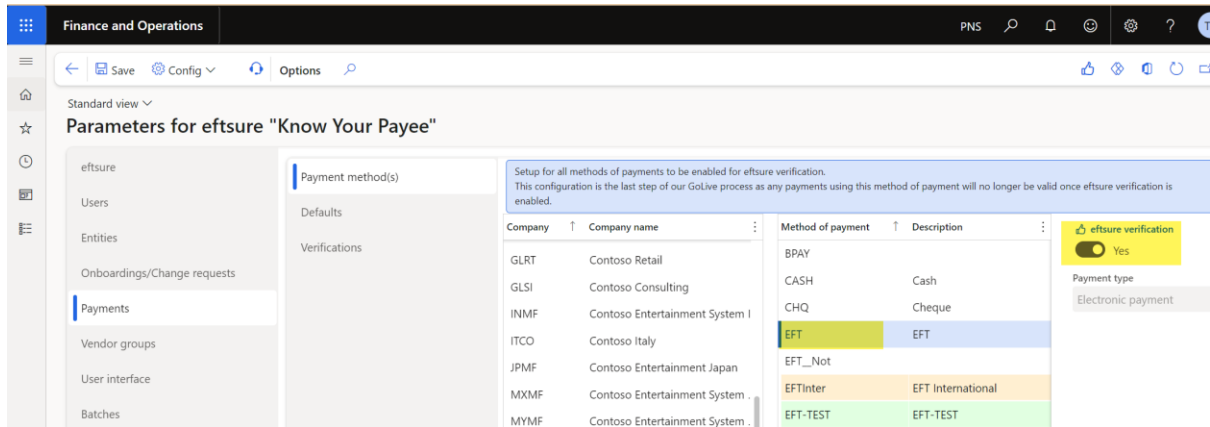 Finance and Operations PNS ?
Save Config Options
Standard view
Parameters for eftsure "Know Your Payee"
eftsure
Users
Entities
Onboardings/Change requests
Payments
Vendor groups
User interface
Batches
Payment method(s)
Defaults
Verifications
Setup for all methods of payments to be enabled for eftsure verification.
This configuration is the last step of our GoLive process as any payments using this method of payment will no longer be valid once eftsure verification is
enabled.
Company Company name
GLRT Contoso Retail
GLSI Contoso Consulting
INMF Contoso Entertainment System I
ITCO Contoso Italy
JPMF Contoso Entertainment Japan
MXMF Contoso Entertainment System .
MYMF Contoso Entertainment System .
Method of payment Description
BPAY
CASH Cash
CHQ Cheque
EFT EFT
EFT__Not
EFTInter EFT International
EFT-TEST EFT-TEST
eftsure verification
Yes
Payment type
Electronic payment